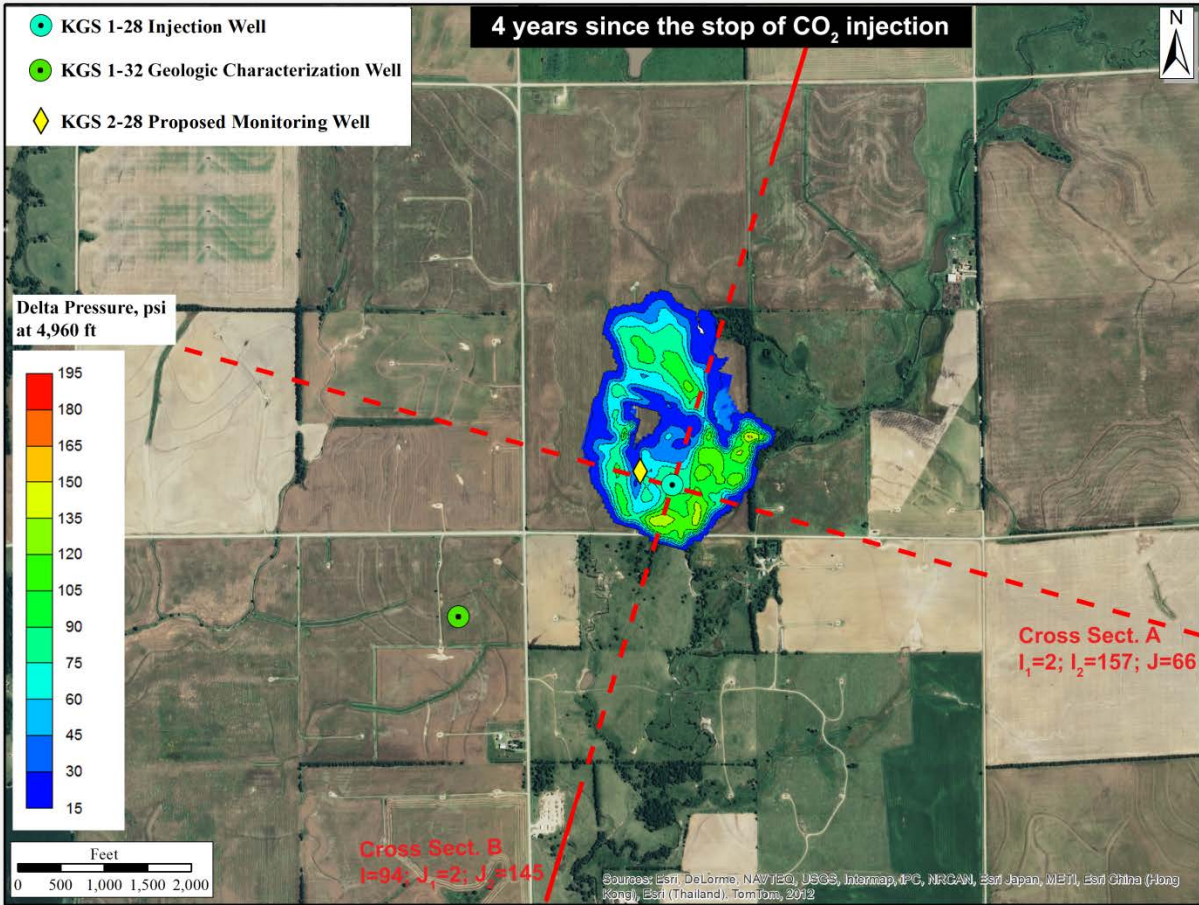 KGS 1-28 Injection Well
KGS 1-32 Geologic Characterization Well
KGS 2-28 Proposed Monitoring Well
4 years since the stop of CO₂ injection
N
Delta Pressure, psi
at 4,960 ft
195
180
165
150
135
120
105
90
75
60
45
30
15
Cross Sect. A
I₁=2; I₂=157; J=66
Cross Sect. B
I=94; J₁=2; J₂=145
Feet
0 500 1,000 1,500 2,000
Sources: Esri, DeLorme, NAVTEQ, USGS, Intermap, iPC, NRCAN, Esri Japan, METI, Esri China (Hong
Kong), Esri (Thailand), TomTom, 2012